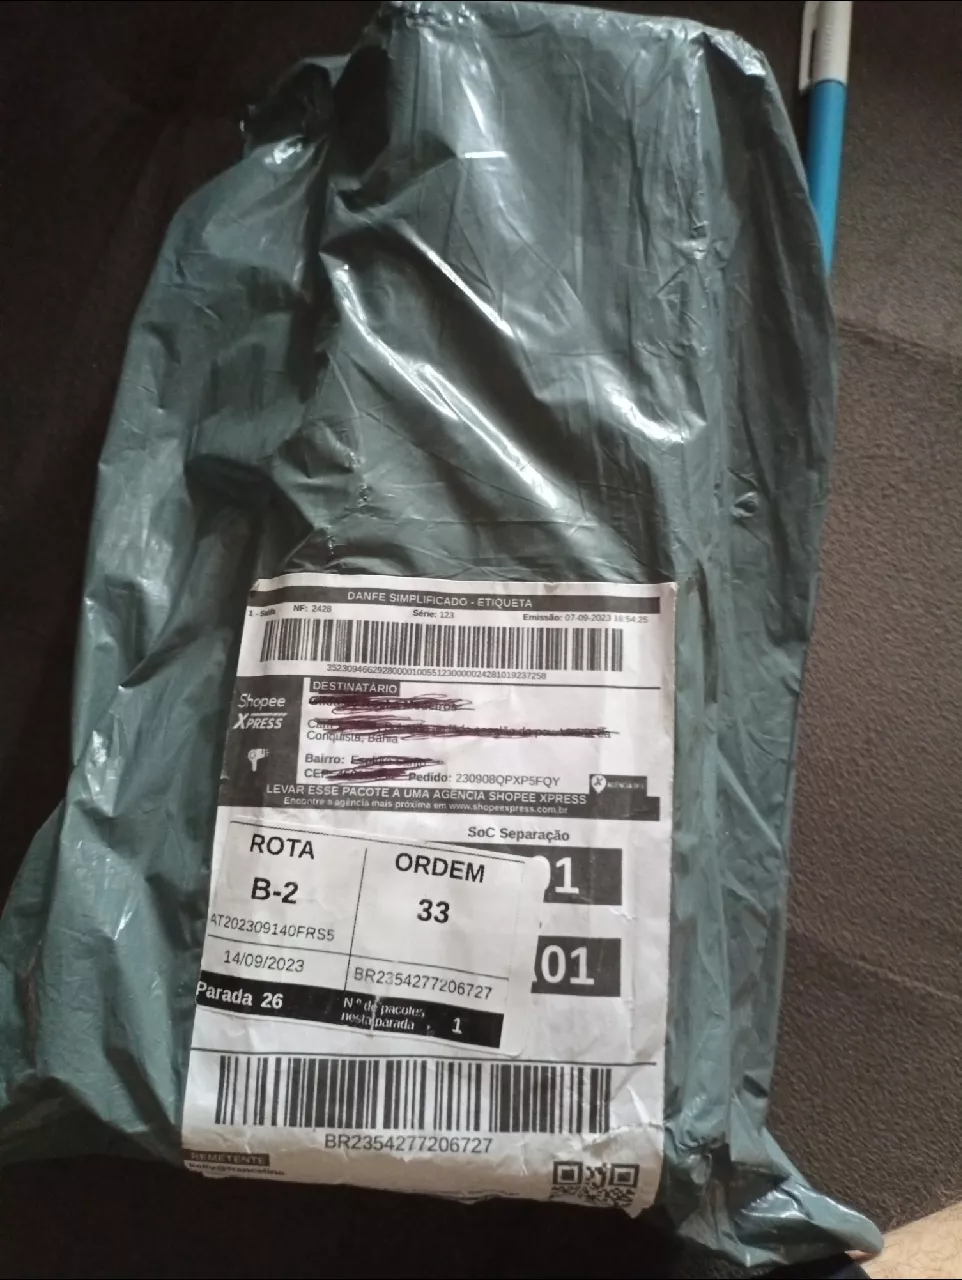 DANFE SIMPLIFICADO - ETIQUETA
1 - Saída NF: 2428 Série: 123 Emissão: 07-09-2023 18:54:25
DESTINATÁRIO
Shopee
XPRESS
Conquista, Bahia
Bairro:
CEP Pedido: 230908QPXP5FQY
LEVAR ESSE PACOTE A UMA AGÊNCIA SHOPEE XPRESS
Encontre a agência mais próxima em www.shopeexpress.com.br
SoC Separação
ROTA
ORDEM
B-2
33
01
AT202309140FRS5
14/09/2023
BR2354277206727
01
Parada 26
Nº de pacotes
nesta parada
1
BR2354277206727
REMETENTE